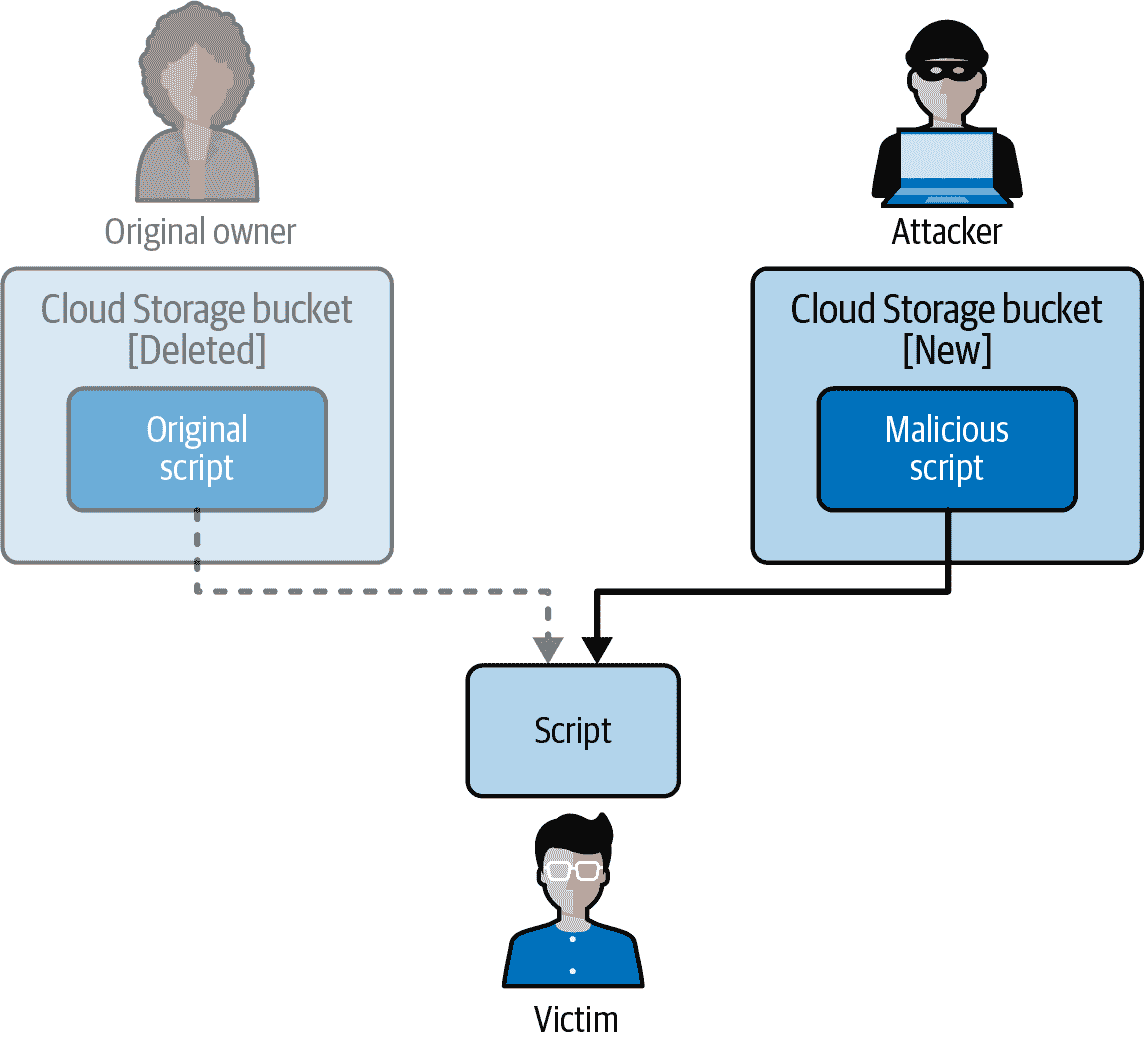 Original owner
Attacker
Cloud Storage bucket
[Deleted]
Original
script
Cloud Storage bucket
[New]
Malicious
script
Script
Victim